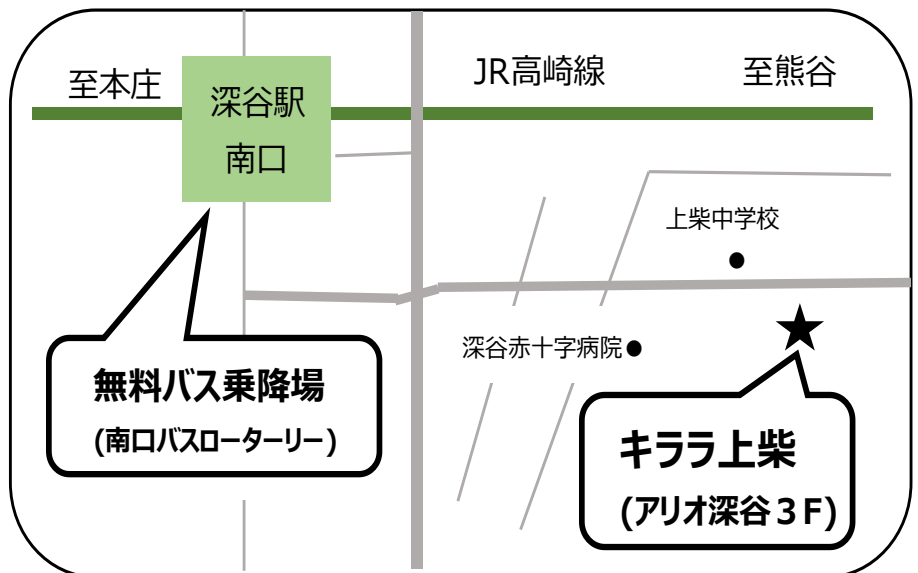 至本庄
深谷駅
南口
JR高崎線
至熊谷
上柴中学校
深谷赤十字病院
無料バス乗降場
(南口バスローターリー)
キララ上柴
(アリオ深谷３F)